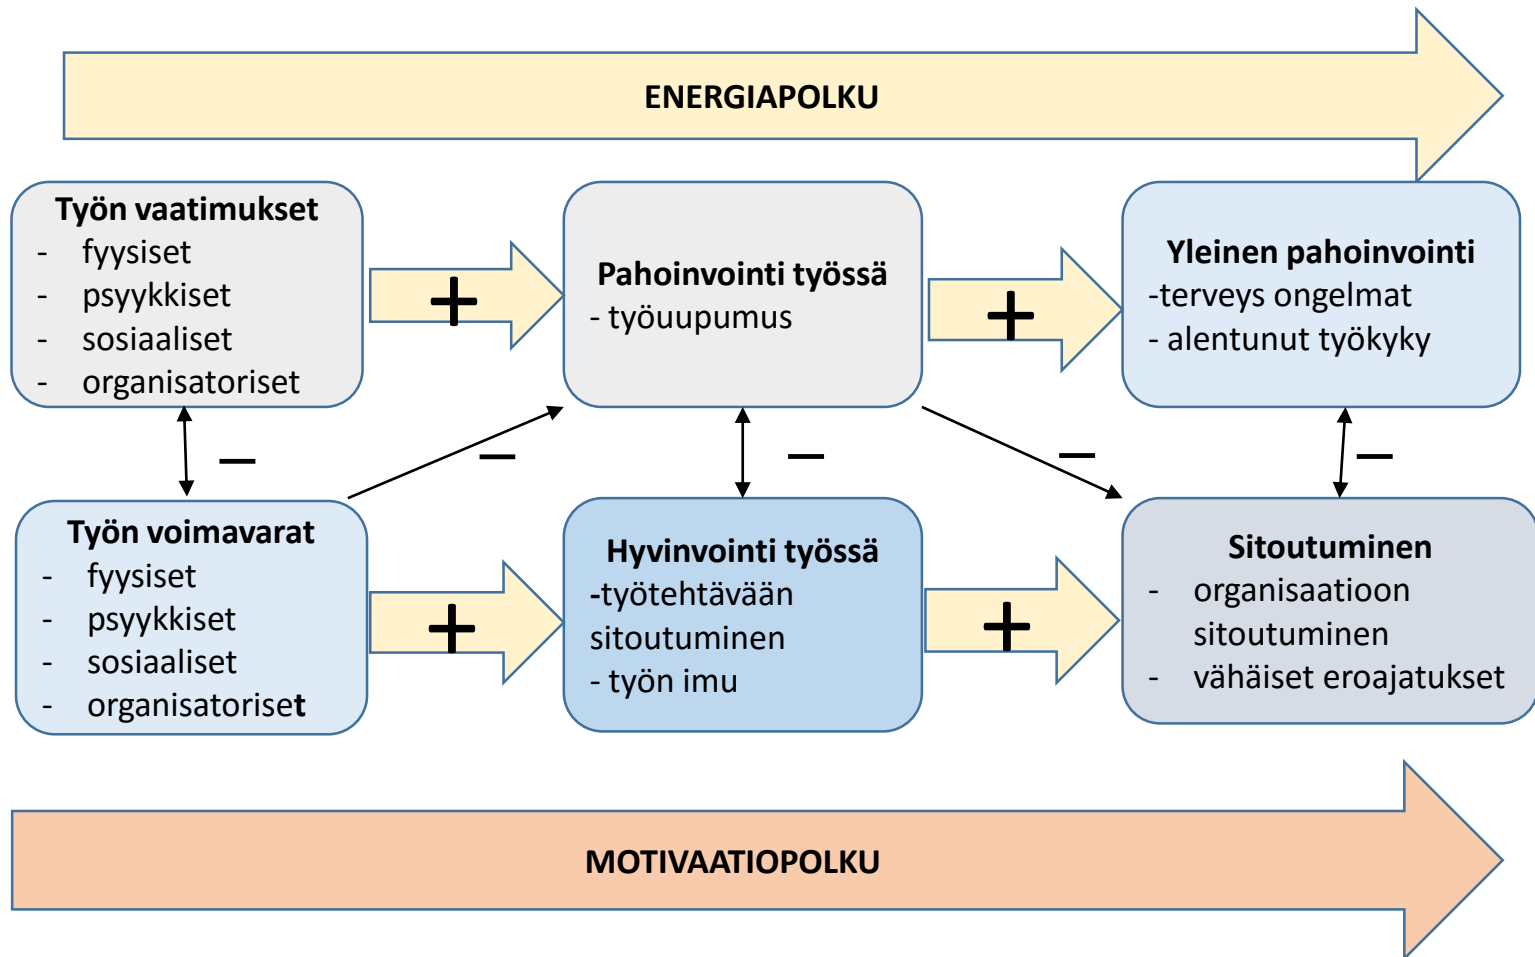 ENERGIAPOLKU
Työn vaatimukset
- fyysiset
- psyykkiset
- sosiaaliset
- organisatoriset
+
Pahoinvointi työssä
- työuupumus
+
Yleinen pahoinvointi
-terveys ongelmat
- alentunut työkyky
–
–
–
–
–
Työn voimavarat
- fyysiset
- psyykkiset
- sosiaaliset
- organisatoriset
+
Hyvinvointi työssä
-työtehtävään
sitoutuminen
- työn imu
+
Sitoutuminen
- organisaatioon
sitoutuminen
- vähäiset eroajatukset
MOTIVAATIOPOLKU